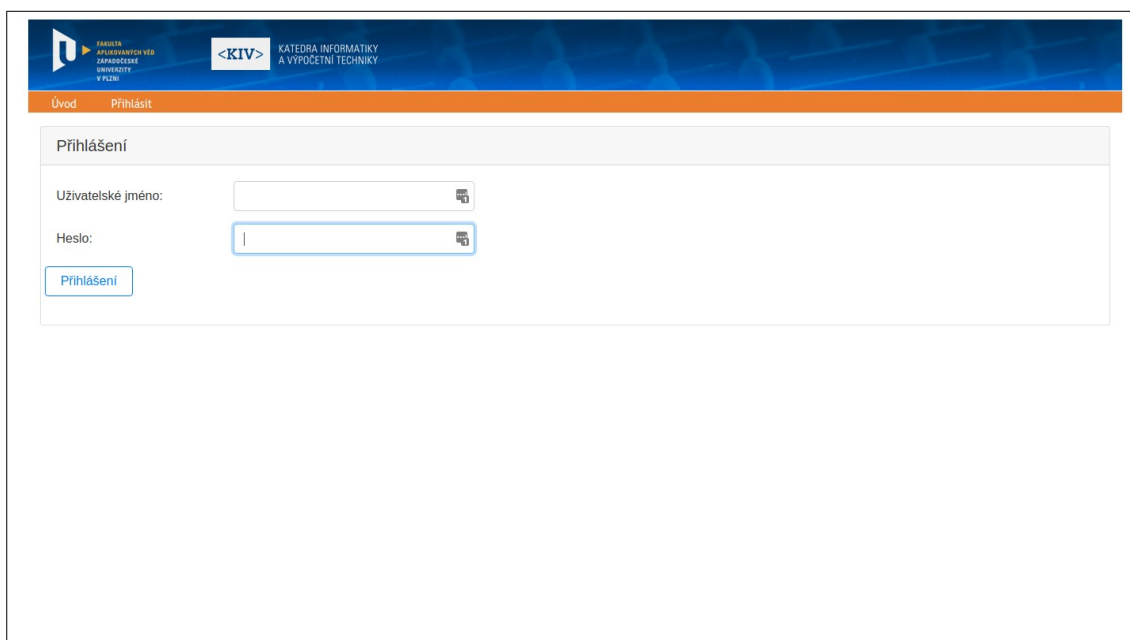 FAKULTA
APLIKOVANÝCH VĚD
ZÁPADOČESKÉ
UNIVERZITY
V PLZNI
<KIV>
KATEDRA INFORMATIKY
A VÝPOČETNÍ TECHNIKY
Úvod Přihlásit
Přihlášení
Uživatelské jméno:
Heslo:
Přihlášení